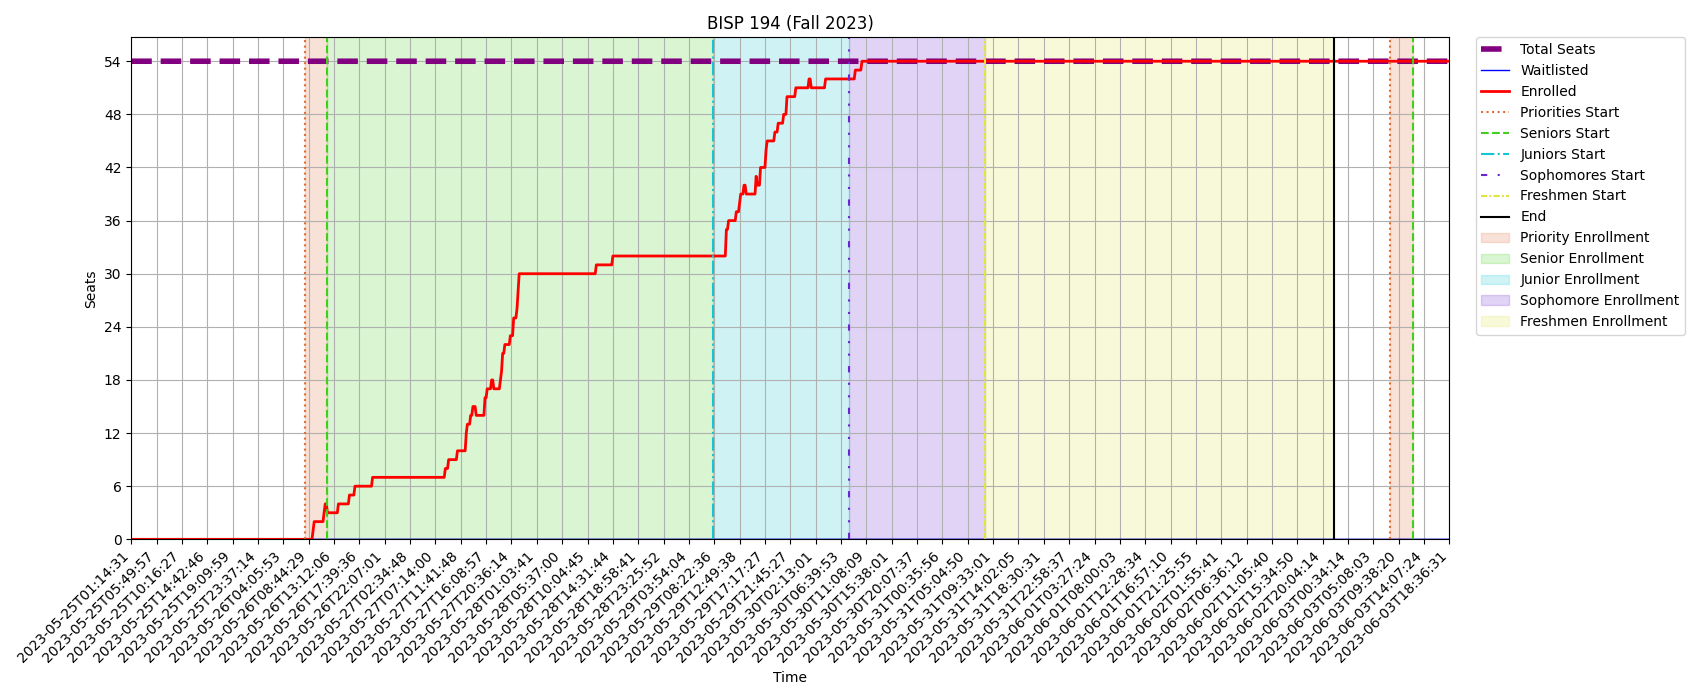 BISP 194 (Fall 2023)
Seats
54
48
42
36
30
24
18
12
6
0
2023-05-25T01:14:31
2023-05-25T05:49:57
2023-05-25T10:16:27
2023-05-25T14:42:46
2023-05-25T19:09:59
2023-05-25T23:37:14
2023-05-26T04:05:53
2023-05-26T08:44:29
2023-05-26T13:12:06
2023-05-26T17:39:36
2023-05-26T22:07:01
2023-05-27T02:34:48
2023-05-27T07:14:00
2023-05-27T11:41:48
2023-05-27T16:08:57
2023-05-27T20:36:14
2023-05-28T01:03:41
2023-05-28T05:37:00
2023-05-28T10:04:45
2023-05-28T14:31:44
2023-05-28T18:58:41
2023-05-28T23:25:52
2023-05-29T03:54:04
2023-05-29T08:22:36
2023-05-29T12:49:38
2023-05-29T17:17:27
2023-05-29T21:45:27
2023-05-30T02:13:01
2023-05-30T06:39:53
2023-05-30T11:08:09
2023-05-30T15:38:01
2023-05-30T20:07:37
2023-05-31T00:35:56
2023-05-31T05:04:50
2023-05-31T09:33:01
2023-05-31T14:02:05
2023-05-31T18:30:31
2023-05-31T22:58:37
2023-06-01T03:27:24
2023-06-01T08:00:03
2023-06-01T12:28:34
2023-06-01T16:57:10
2023-06-01T21:25:55
2023-06-02T01:55:41
2023-06-02T06:36:12
2023-06-02T11:05:40
2023-06-02T15:34:50
2023-06-02T20:04:14
2023-06-03T00:34:14
2023-06-03T05:08:03
2023-06-03T09:38:20
2023-06-03T14:07:24
2023-06-03T18:36:31
Time
Total Seats
Waitlisted
Enrolled
Priorities Start
Seniors Start
Juniors Start
Sophomores Start
Freshmen Start
End
Priority Enrollment
Senior Enrollment
Junior Enrollment
Sophomore Enrollment
Freshmen Enrollment